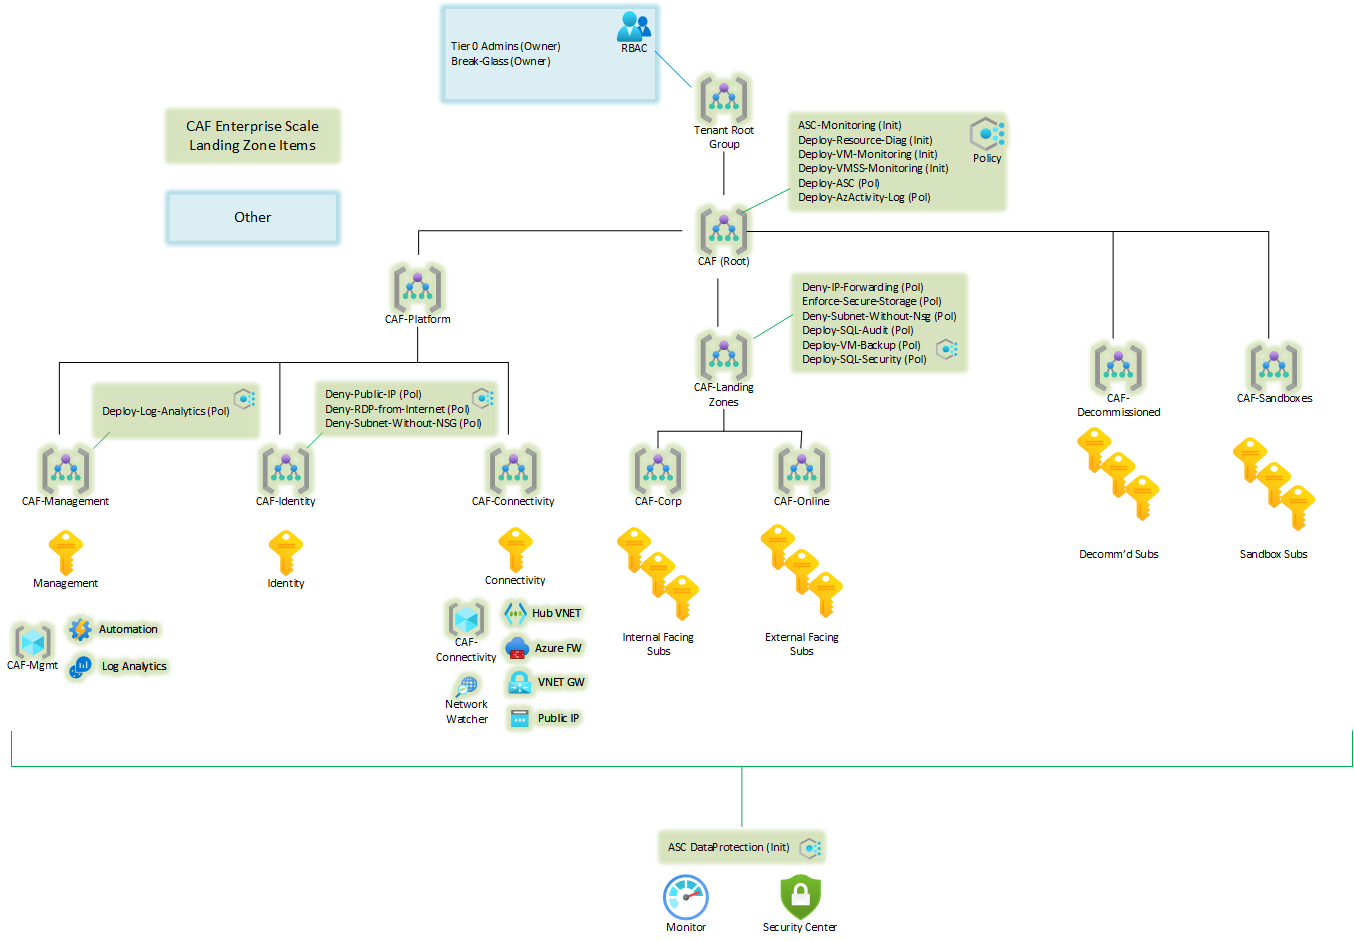 Tier 0 Admins (Owner)
Break-Glass (Owner)
RBAC
Tenant Root
Group
CAF Enterprise Scale
Landing Zone Items
Other
ASC-Monitoring (Init)
Deploy-Resource-Diag (Init)
Deploy-VM-Monitoring (Init)
Deploy-VMSS-Monitoring (Init)
Deploy-ASC (Pol)
Deploy-AzActivity-Log (Pol)
Policy
CAF (Root)
CAF-Platform
Deny-IP-Forwarding (Pol)
Enforce-Secure-Storage (Pol)
Deny-Subnet-Without-Nsg (Pol)
Deploy-SQL-Audit (Pol)
Deploy-VM-Backup (Pol)
Deploy-SQL-Security (Pol)
CAF-Landing
Zones
CAF-
Decommissioned
CAF-Sandboxes
Deploy-Log-Analytics (Pol)
Deny-Public-IP (Pol)
Deny-RDP-from-Internet (Pol)
Deny-Subnet-Without-NSG (Pol)
CAF-Management
CAF-Identity
CAF-Connectivity
CAF-Corp
CAF-Online
Management
Identity
Connectivity
Internal Facing
Subs
External Facing
Subs
Decomm'd Subs
Sandbox Subs
CAF-Mgmt
Automation
Log Analytics
CAF-
Connectivity
Network
Watcher
Hub VNET
Azure FW
VNET GW
Public IP
ASC DataProtection (Init)
Monitor
Security Center